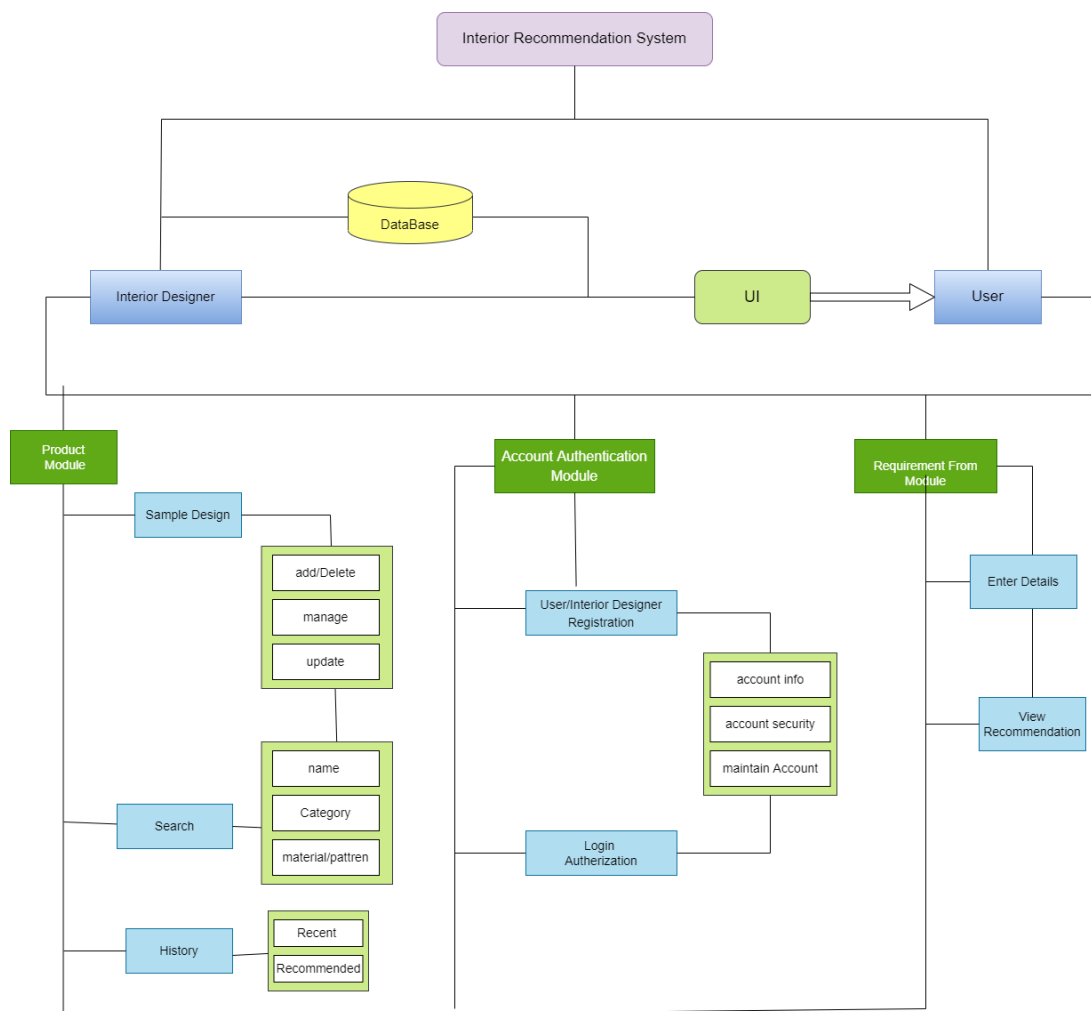 Interior Recommendation System
DataBase
Interior Designer
UI
User
Product
Module
Account Authentication
Module
Requirement From
Module
Sample Design
add/Delete
manage
update
Enter Details
User/Interior Designer
Registration
account info
account security
maintain Account
View
Recommendation
name
Category
material/pattren
Search
Login
Autherization
History
Recent
Recommended